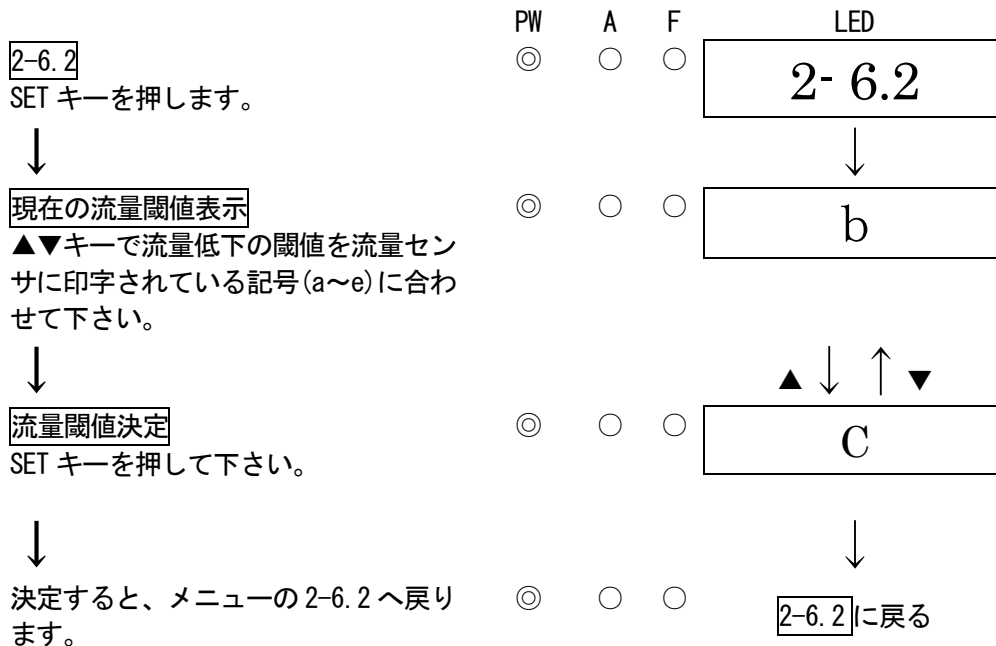 PW A F LED
2-6.2 ◎ ○ ○ 2- 6.2
SET キーを押します。
↓ ↓
現在の流量閾値表示 ◎ ○ ○ b
▲▼キーで流量低下の閾値を流量セン
サに印字されている記号(a～e)に合わ
せて下さい。
↓ ▲ ↓ ↑ ▼
流量閾値決定 ◎ ○ ○ C
SET キーを押して下さい。
↓ ↓
決定すると、メニューの 2-6.2 へ戻り ◎ ○ ○ 2-6.2 に戻る
ます。